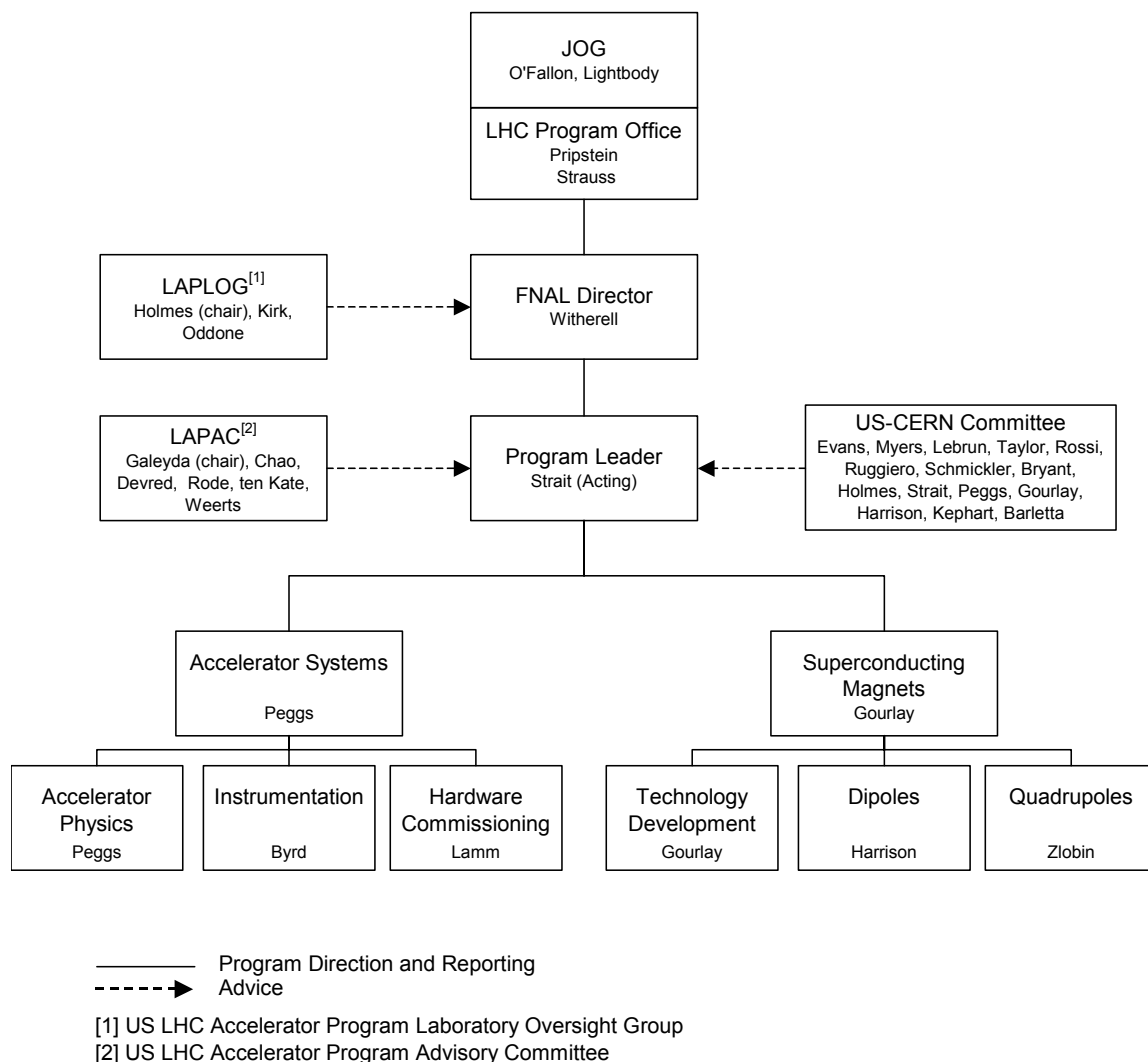 JOG
O'Fallon, Lightbody
LHC Program Office
Pripstein
Strauss
LAPLOG[1]
Holmes (chair), Kirk,
Oddone
FNAL Director
Witherell
LAPAC[2]
Galeyda (chair), Chao,
Devred, Rode, ten Kate,
Weerts
Program Leader
Strait (Acting)
US-CERN Committee
Evans, Myers, Lebrun, Taylor, Rossi,
Ruggiero, Schmickler, Bryant,
Holmes, Strait, Peggs, Gourlay,
Harrison, Kephart, Barletta
Accelerator Systems
Peggs
Superconducting
Magnets
Gourlay
Accelerator
Physics
Peggs
Instrumentation
Byrd
Hardware
Commissioning
Lamm
Technology
Development
Gourlay
Dipoles
Harrison
Quadrupoles
Zlobin
Program Direction and Reporting
Advice
[1] US LHC Accelerator Program Laboratory Oversight Group
[2] US LHC Accelerator Program Advisory Committee